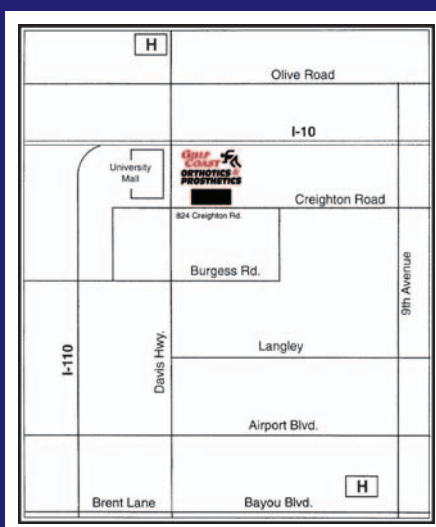 H
Olive Road
I-10
University
Mall
GULF
COAST
ORTHOTICS &
PROSTHETICS
Creighton Road
824 Creighton Rd.
Burgess Rd.
9th Avenue
I-110
Davis Hwy.
Langley
Airport Blvd.
H
Brent Lane
Bayou Blvd.